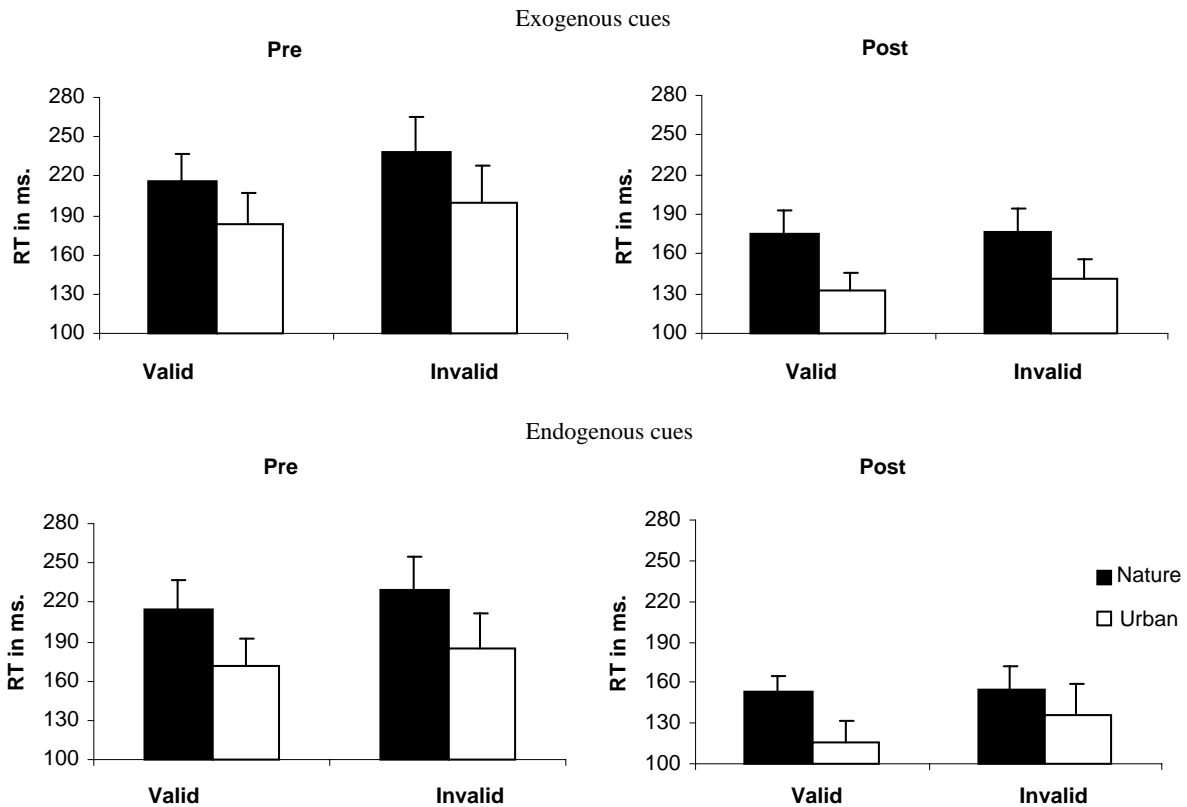 Exogenous cues
Pre
RT in ms.
280
250
220
190
160
130
100
Valid Invalid
Post
RT in ms.
280
250
220
190
160
130
100
Valid Invalid
Endogenous cues
Pre
RT in ms.
280
250
220
190
160
130
100
Valid Invalid
Post
RT in ms.
280
250
220
190
160
130
100
Valid Invalid
Nature
Urban